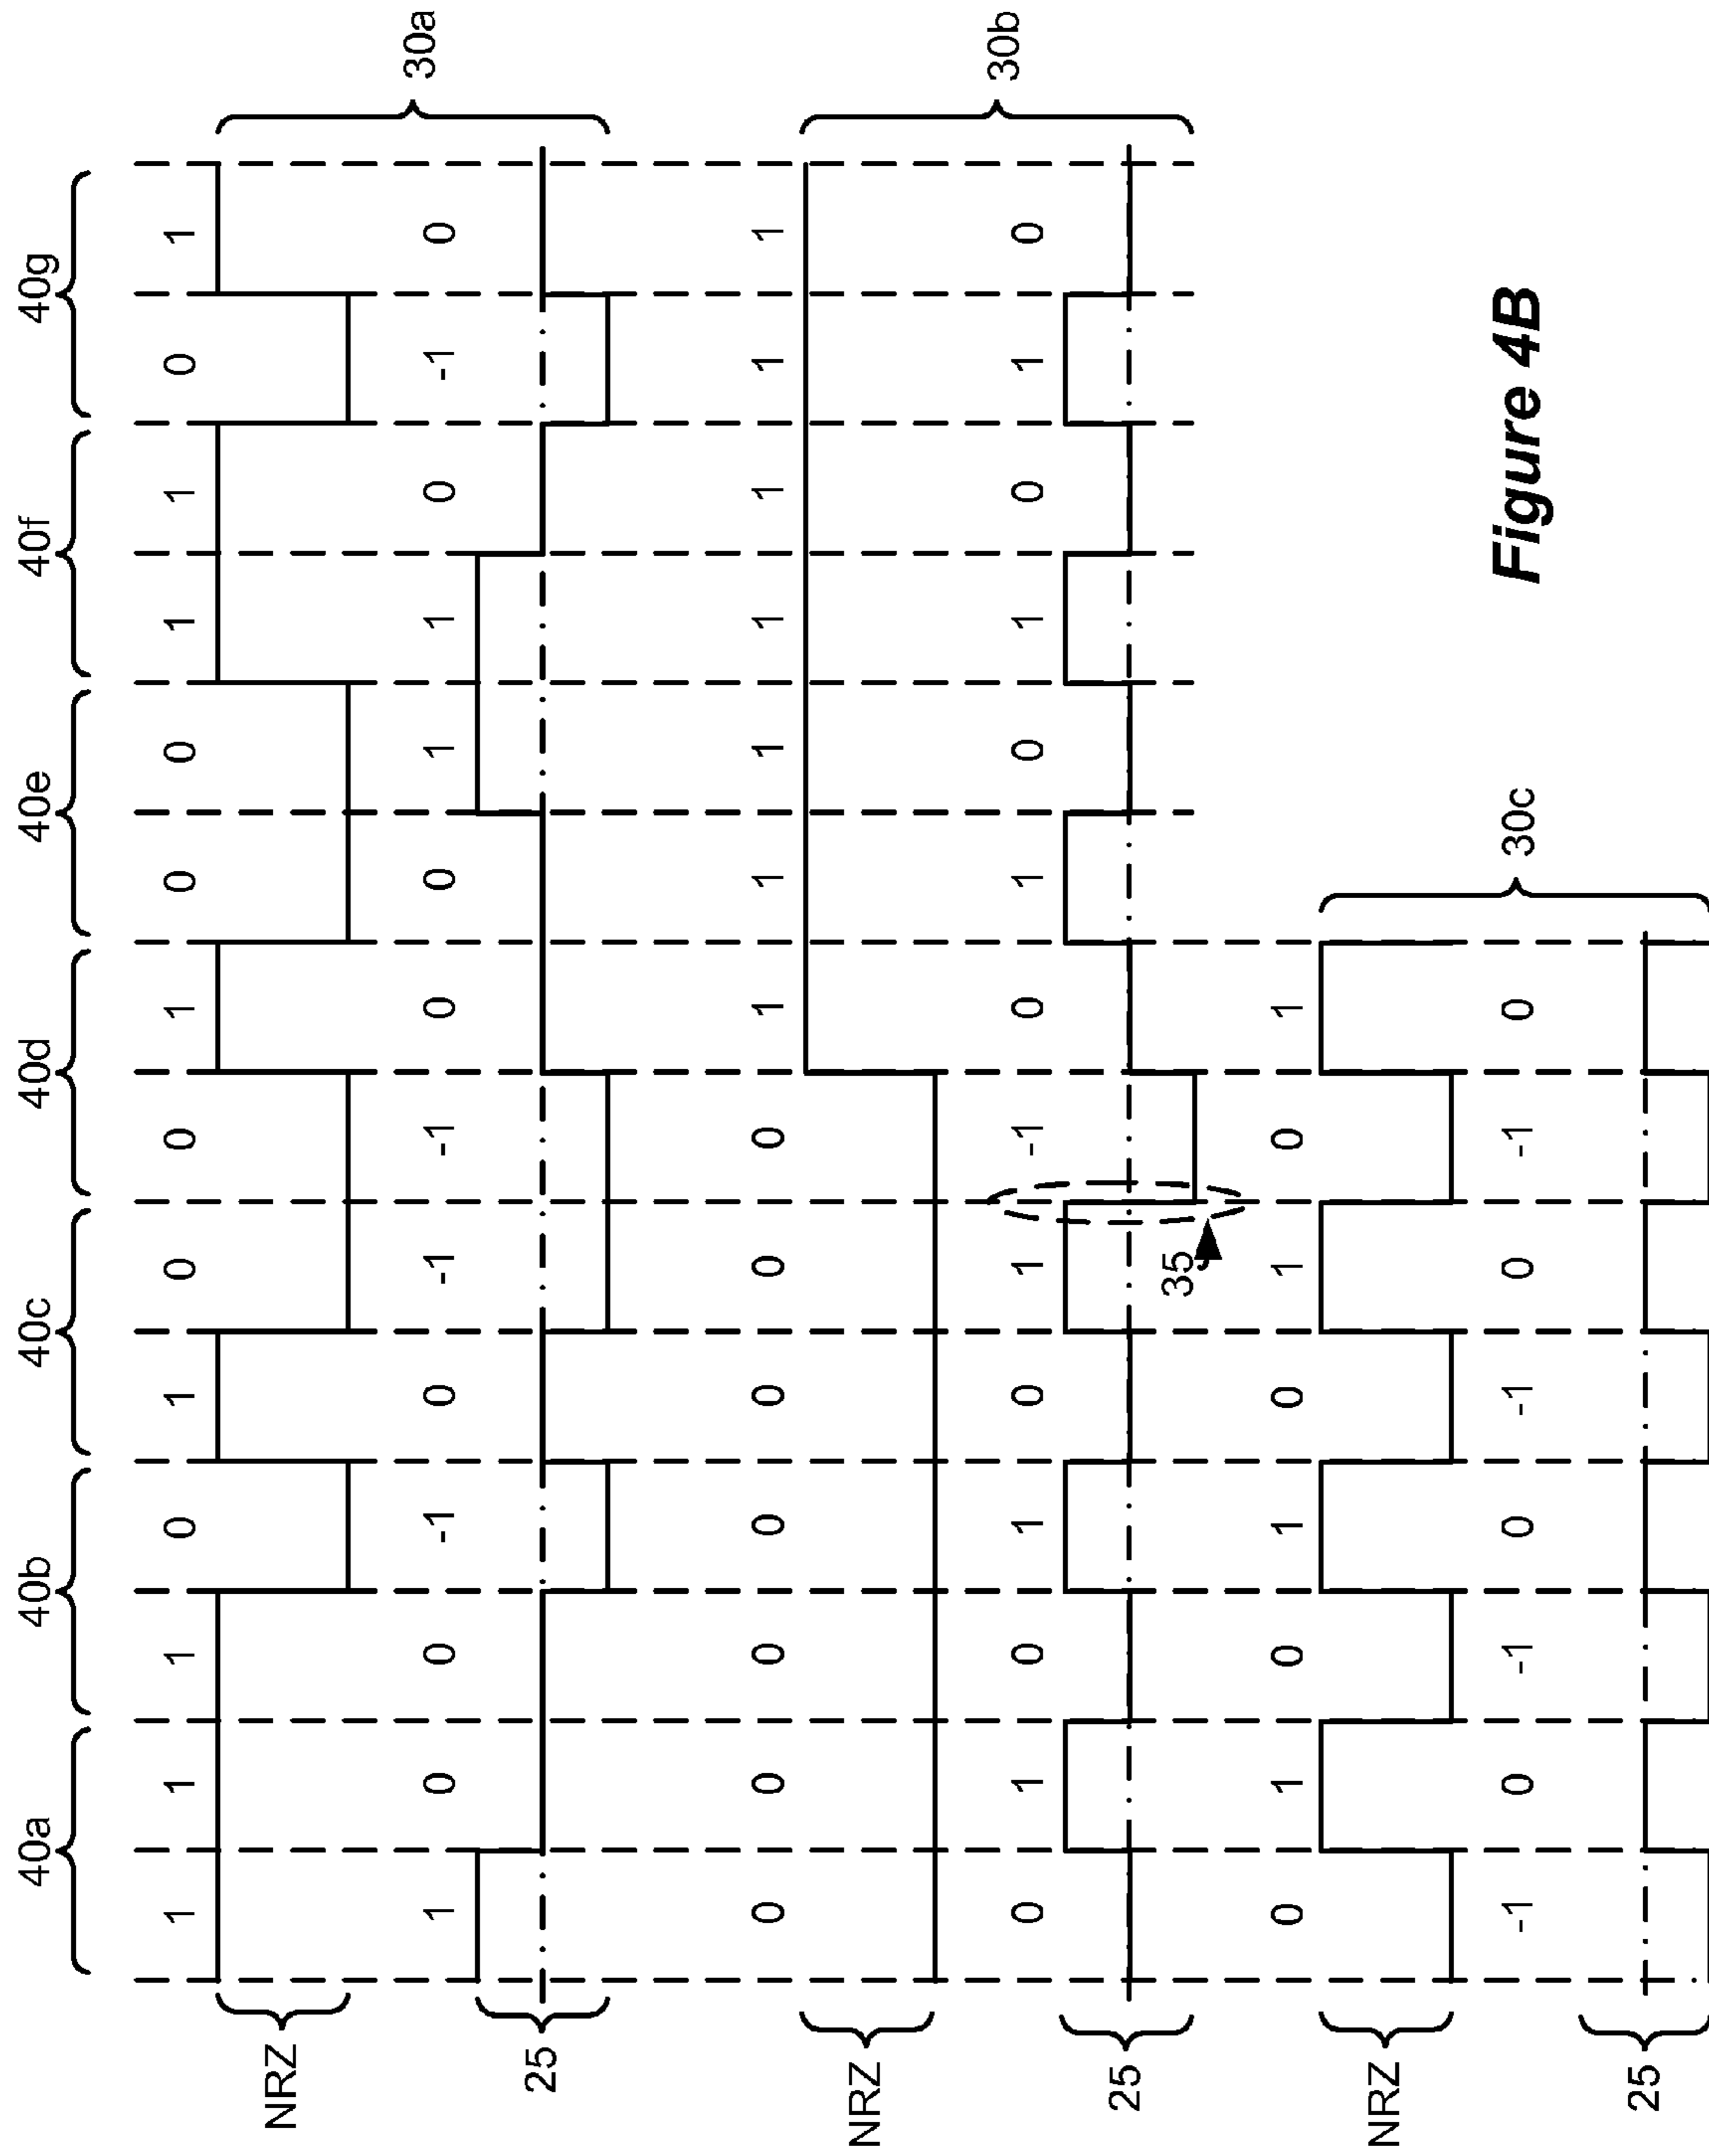 40a 40b 40c 40d 40e 40f 40g
1 1 1 0 1 0 0 1 0 0 1 1 0 1
NRZ
30a
1 0 0 -1 0 -1 -1 0 0 1 1 0 -1 0
25
0 0 0 0 0 0 0 1 1 1 1 1 1 1
NRZ
30b
0 1 0 1 0 1 -1 0 1 0 1 0 1 0
25
35
0 1 0 1 0 1 0 1
NRZ
30c
-1 0 -1 0 -1 0 -1 0
25
Figure 4B